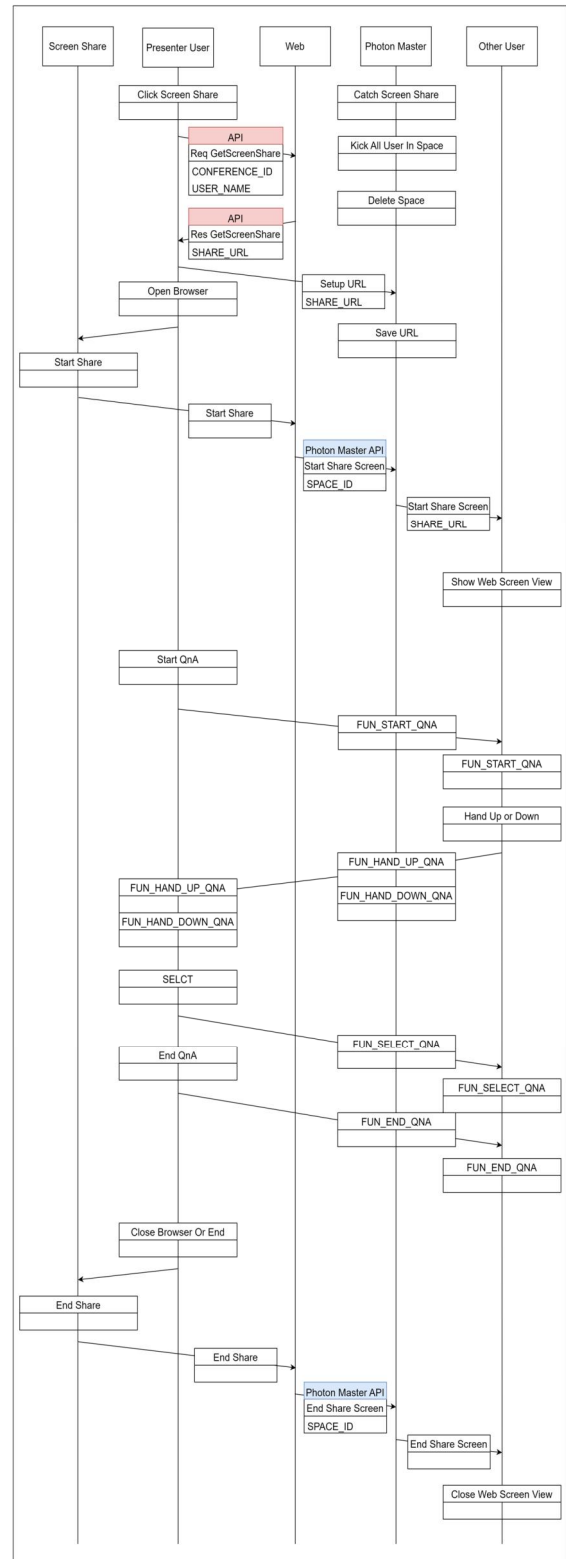 Screen Share
Presenter User
Web
Photon Master
Other User
Click Screen Share
Catch Screen Share
API
Req GetScreenShare
CONFERENCE_ID
USER_NAME
Kick All User In Space
Delete Space
API
Res GetScreenShare
SHARE_URL
Setup URL
SHARE_URL
Open Browser
Save URL
Start Share
Start Share
Photon Master API
Start Share Screen
SPACE_ID
Start Share Screen
SHARE_URL
Show Web Screen View
Start QnA
FUN_START_QNA
FUN_START_QNA
Hand Up or Down
FUN_HAND_UP_QNA
FUN_HAND_DOWN_QNA
FUN_HAND_UP_QNA
FUN_HAND_DOWN_QNA
SELCT
FUN_SELECT_QNA
End QnA
FUN_SELECT_QNA
FUN_END_QNA
FUN_END_QNA
Close Browser Or End
End Share
End Share
Photon Master API
End Share Screen
SPACE_ID
End Share Screen
Close Web Screen View